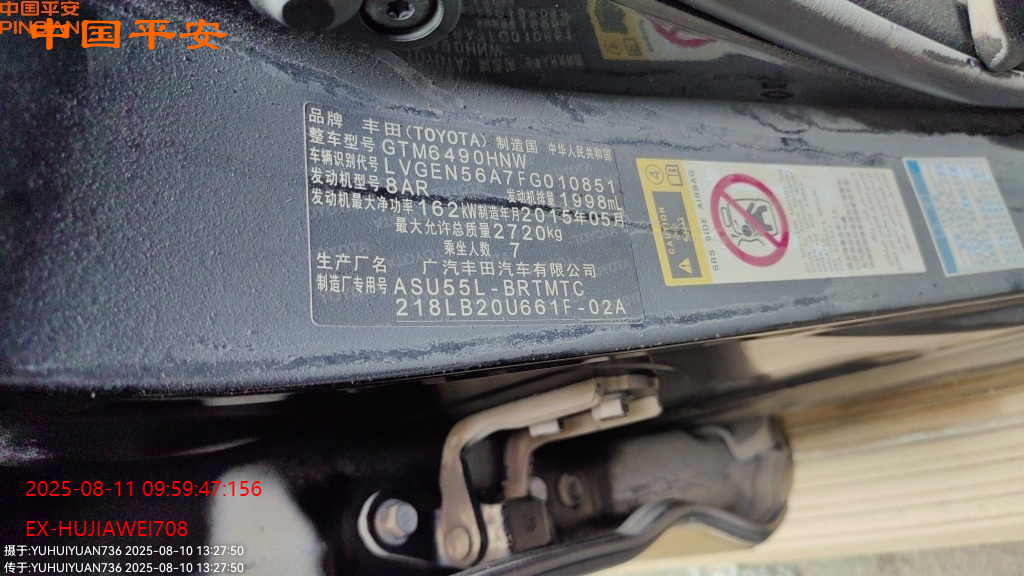 中国平安
PINGAN
中国平安
品牌 丰田(TOYOTA) 制造国 中华人民共和国
整车型号 GTM6490HNW
车辆识别代号 LVGEN56A7FG010851
发动机型号 8AR 发动机排量 1998mL
发动机最大净功率 162kW 制造年月 2015年05月
最大允许总质量 2720kg
乘坐人数 7
生产厂名 广汽丰田汽车有限公司
制造厂专用号 ASU55L-BRTMTC
218LB20U661F-02A
4
CAUTION
SRS SIDE AIRBAG
2025-08-11 09:59:47:156
EX-HUJIAWEI708
摄于:YUHUIYUAN736 2025-08-10 13:27:50
传于:YUHUIYUAN736 2025-08-10 13:27:50